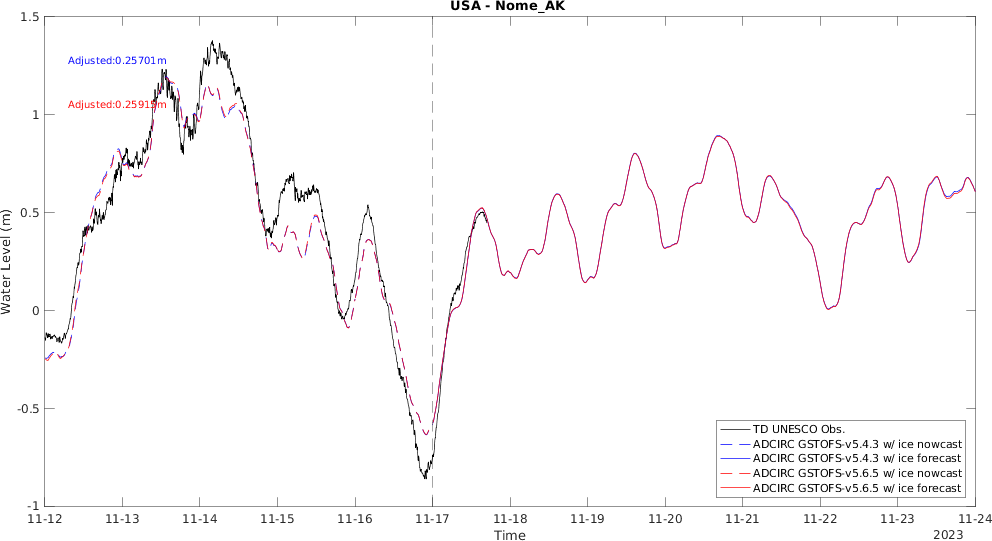 USA - Nome_AK
1.5
Adjusted:0.25701m
Adjusted:0.25915m
1
0.5
0
-0.5
-1
Water Level (m)
TD UNESCO Obs.
ADCIRC GSTOFS-v5.4.3 w/ ice nowcast
ADCIRC GSTOFS-v5.4.3 w/ ice forecast
ADCIRC GSTOFS-v5.6.5 w/ ice nowcast
ADCIRC GSTOFS-v5.6.5 w/ ice forecast
11-12 11-13 11-14 11-15 11-16 11-17 11-18 11-19 11-20 11-21 11-22 11-23 11-24
Time
2023